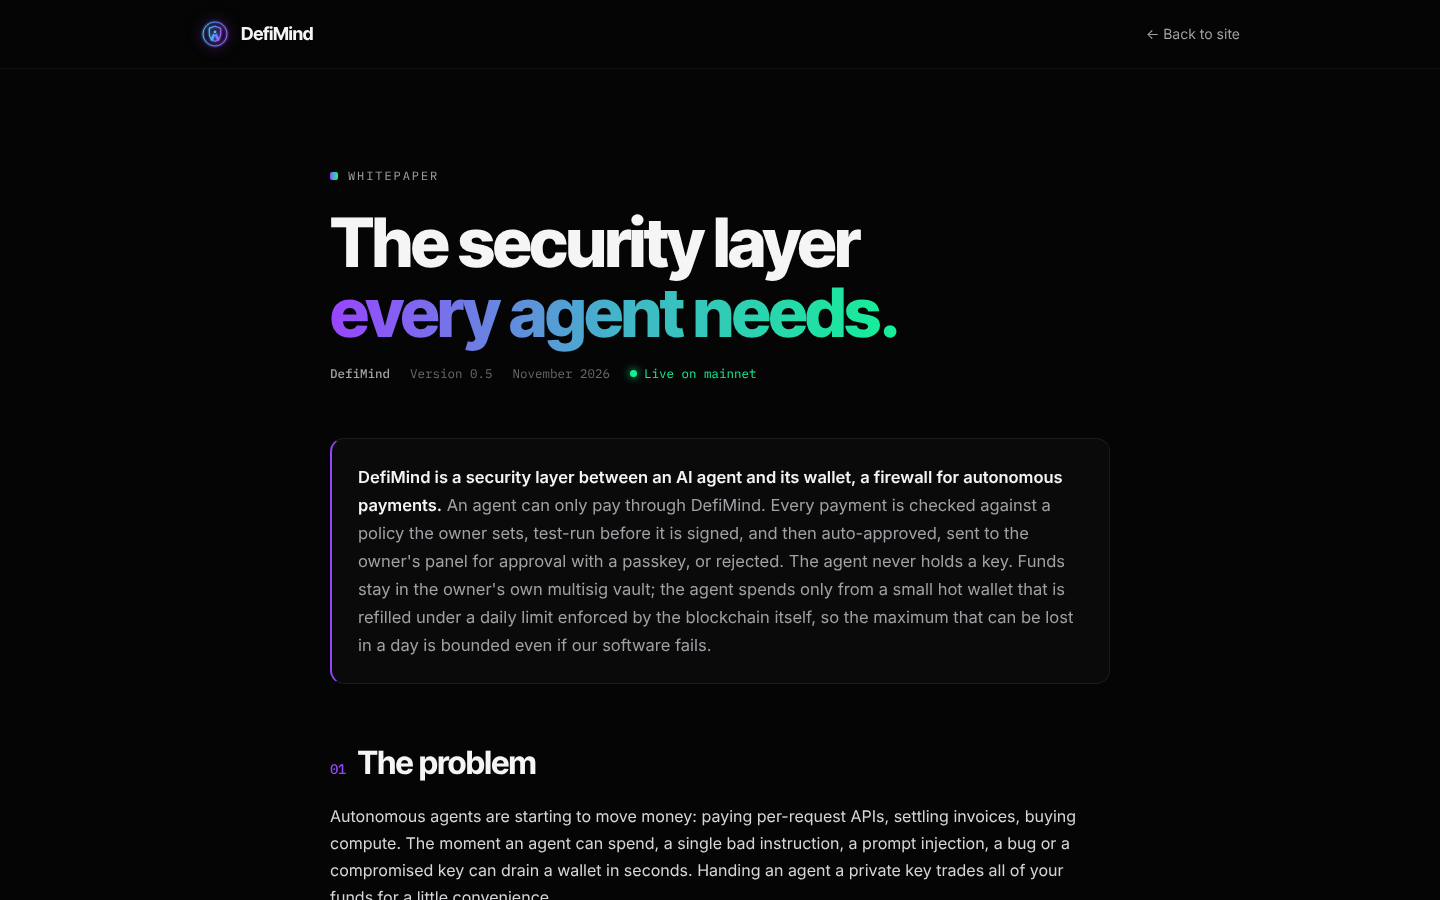 DefiMind
← Back to site
WHITEPAPER
The security layer
every agent needs.
DefiMind Version 0.5 November 2026 Live on mainnet
DefiMind is a security layer between an AI agent and its wallet, a firewall for autonomous
payments. An agent can only pay through DefiMind. Every payment is checked against a
policy the owner sets, test-run before it is signed, and then auto-approved, sent to the
owner's panel for approval with a passkey, or rejected. The agent never holds a key. Funds
stay in the owner's own multisig vault; the agent spends only from a small hot wallet that is
refilled under a daily limit enforced by the blockchain itself, so the maximum that can be lost
in a day is bounded even if our software fails.
01 The problem
Autonomous agents are starting to move money: paying per-request APIs, settling invoices, buying
compute. The moment an agent can spend, a single bad instruction, a prompt injection, a bug or a
compromised key can drain a wallet in seconds. Handing an agent a private key trades all of your
funds for a little convenience.